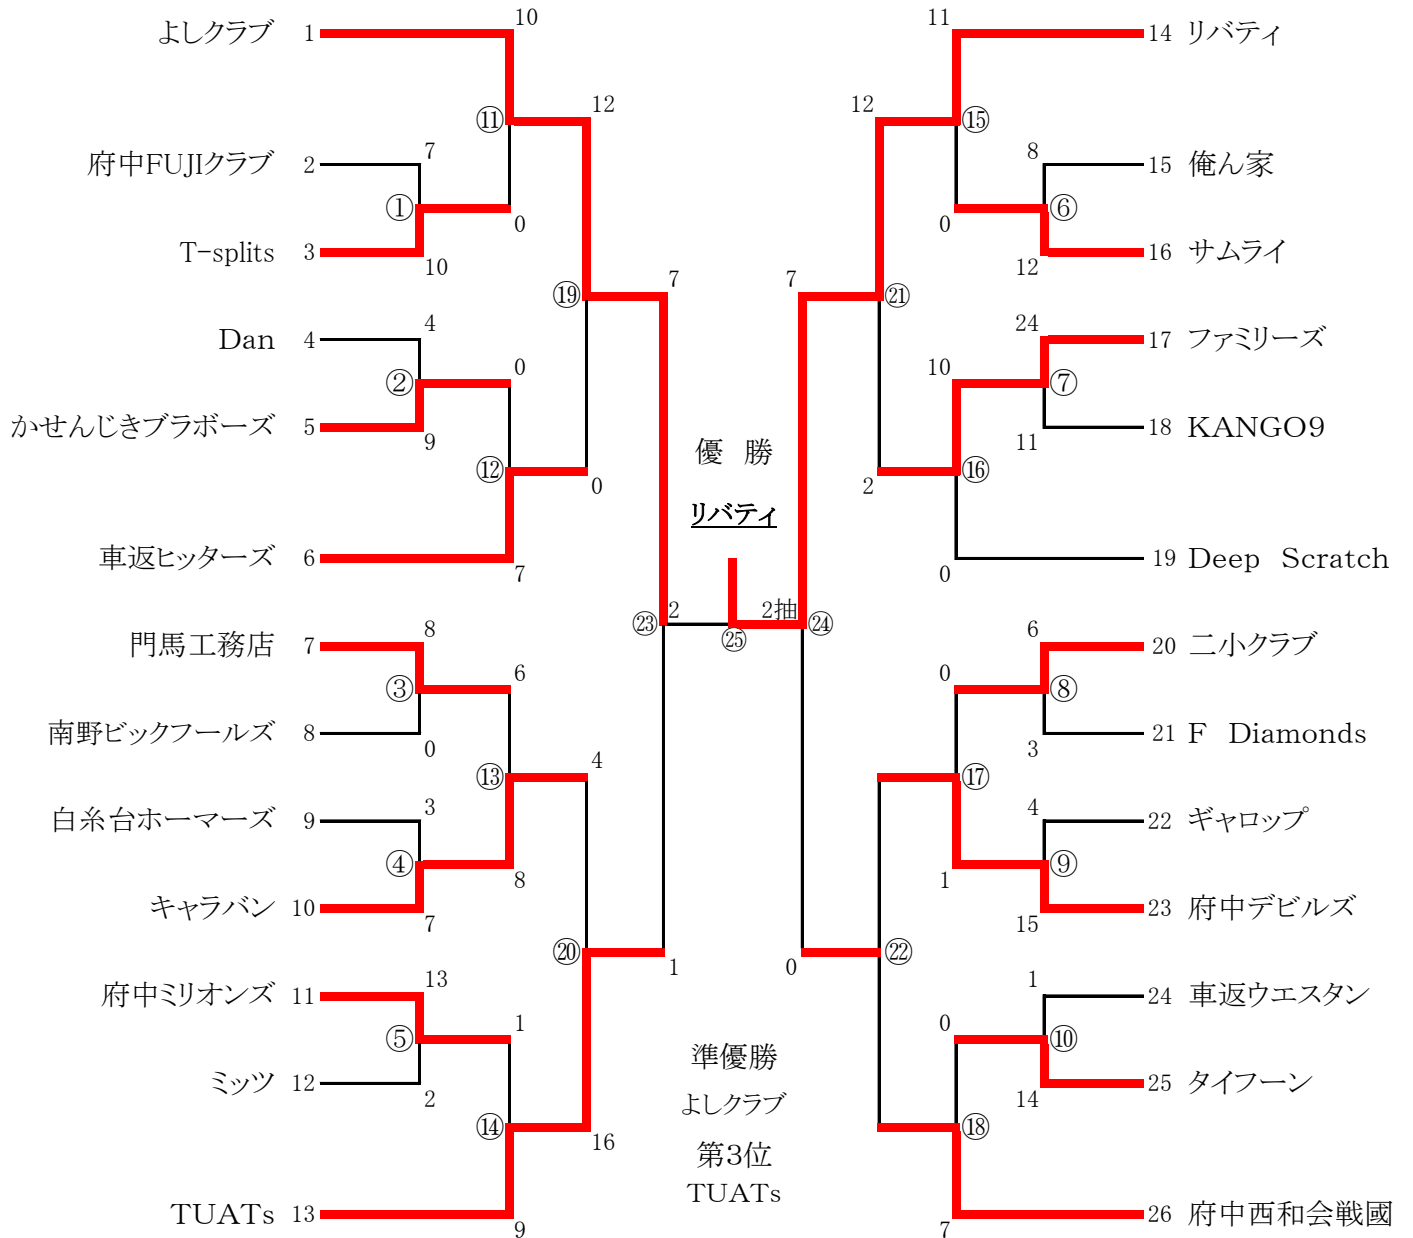 10
11
よしクラブ 1
14 リバティ
12
12
⑪
⑮
7
8
府中FUJIクラブ 2
15 俺ん家
①
⑥
0
0
T-splits 3
16 サムライ
10
12
7
7
⑲
㉑
4
24
Dan 4
17 ファミリーズ
0
10
②
⑦
かせんじきブラボーズ 5
18 KANGO9
9
11
優 勝
⑫
⑯
0
2
リバティ
車返ヒッターズ 6
19 Deep Scratch
7
0
2
2抽
㉓
㉕
㉔
8
6
門馬工務店 7
20 二小クラブ
6
0
③
⑧
南野ビックフールズ 8
21 F Diamonds
0
3
4
⑬
⑰
3
4
白糸台ホーマーズ 9
22 ギャロップ
④
⑨
8
1
キャラバン 10
23 府中デビルズ
7
15
⑳
㉒
1
0
13
1
府中ミリオンズ 11
24 車返ウエスタン
1
0
⑤
⑩
準優勝
ミッツ 12
25 タイフーン
2
14
よしクラブ
⑭
⑱
16
第3位
TUATs
TUATs 13
26 府中西和会戦國
9
7